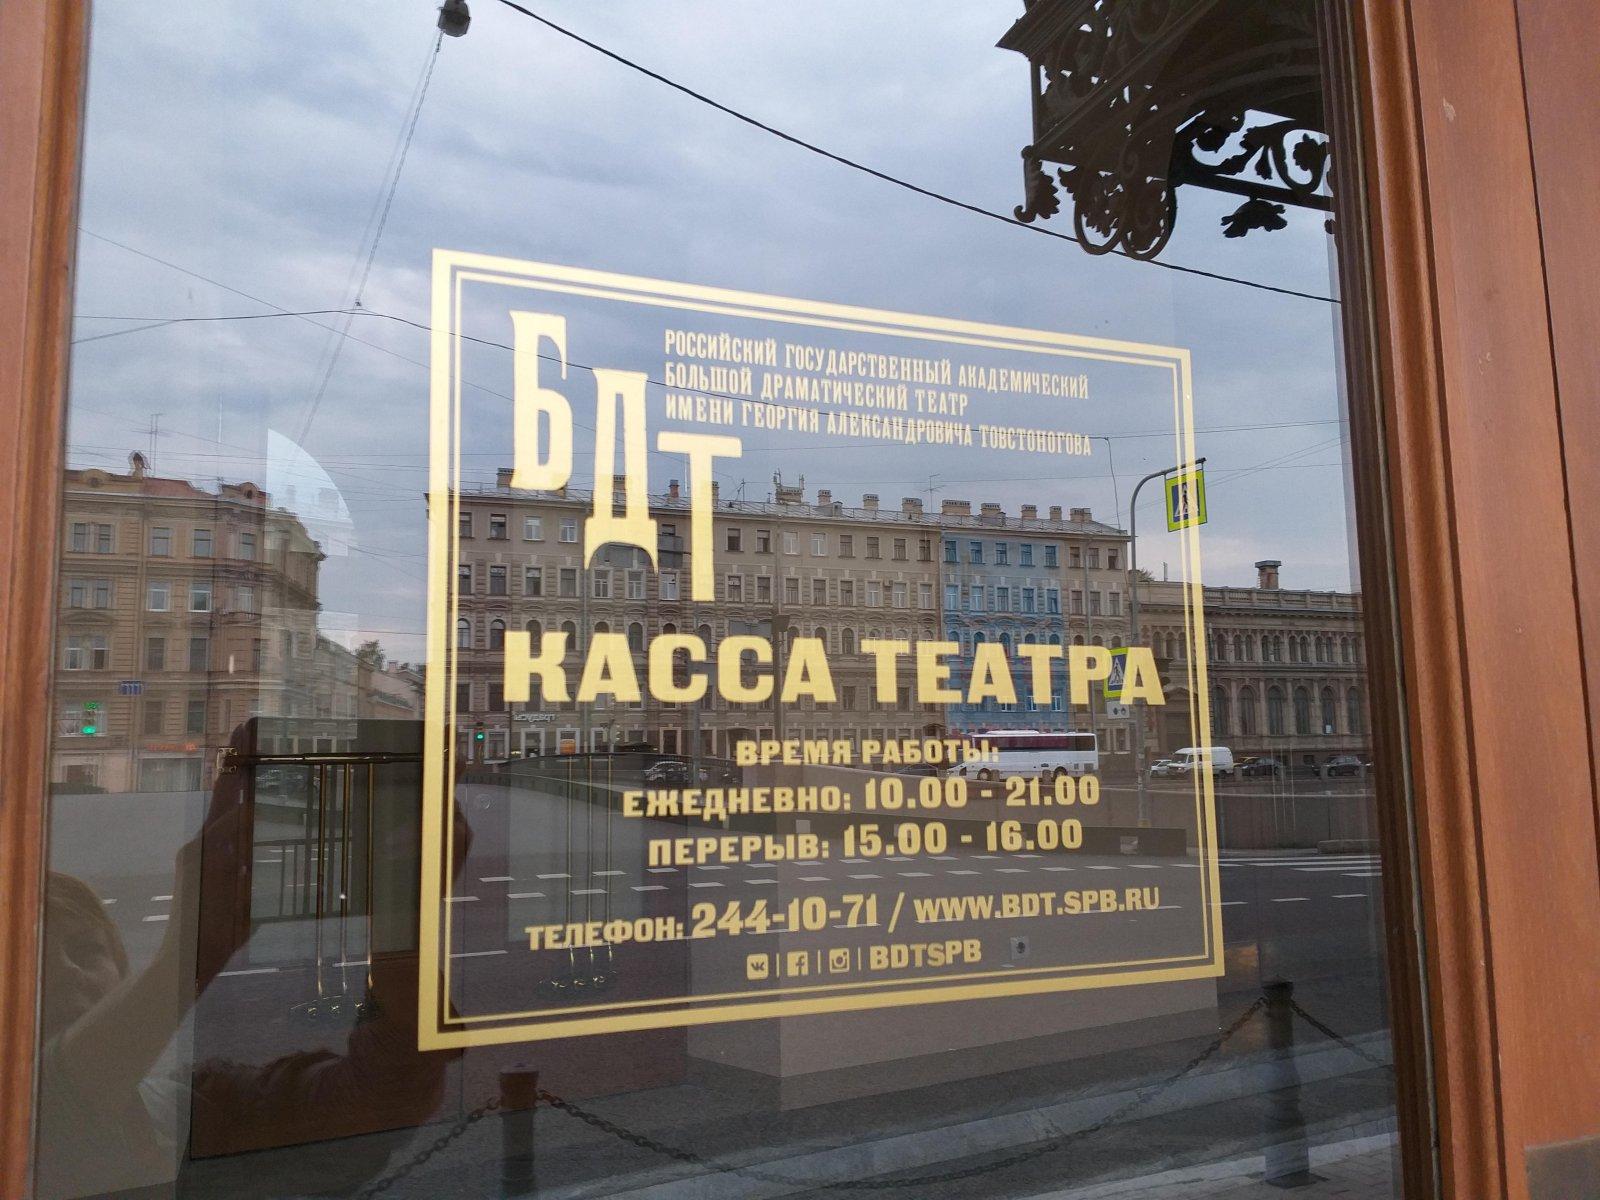 БДТ
РОССИЙСКИЙ ГОСУДАРСТВЕННЫЙ АКАДЕМИЧЕСКИЙ
БОЛЬШОЙ ДРАМАТИЧЕСКИЙ ТЕАТР
ИМЕНИ ГЕОРГИЯ АЛЕКСАНДРОВИЧА ТОВСТОНОГОВА
КАССА ТЕАТРА
ВРЕМЯ РАБОТЫ:
ЕЖЕДНЕВНО: 10.00 - 21.00
ПЕРЕРЫВ: 15.00 - 16.00
ТЕЛЕФОН: 244-10-71 / WWW.BDT.SPB.RU
BDTSPB